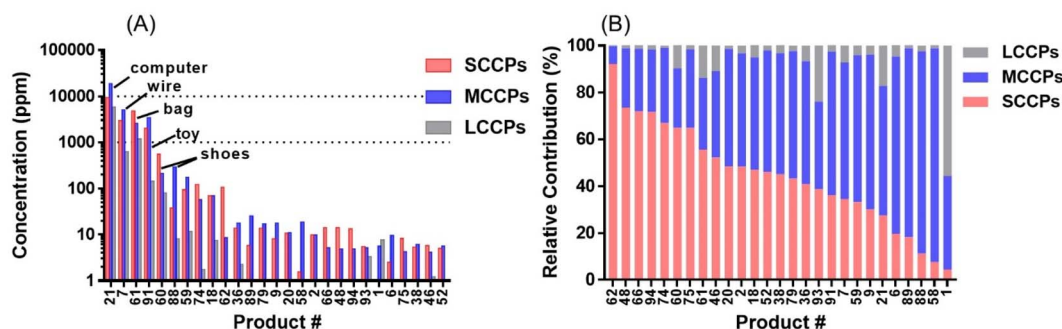 (A)
100000
10000
1000
100
10
1
Concentration (ppm)
computer
wire
bag
toy
shoes
SCCPs
MCCPs
LCCPs
21 7 61 91 60 88 59 74 18 62 36 89 79 9 20 58 2 66 48 94 93 1 6 75 38 46 52
Product #
(B)
100
80
60
40
20
0
Relative Contribution (%)
LCCPs
MCCPs
SCCPs
62 48 66 94 74 60 75 61 46 20 2 18 52 38 79 36 93 91 7 59 9 21 6 89 88 58 1
Product #